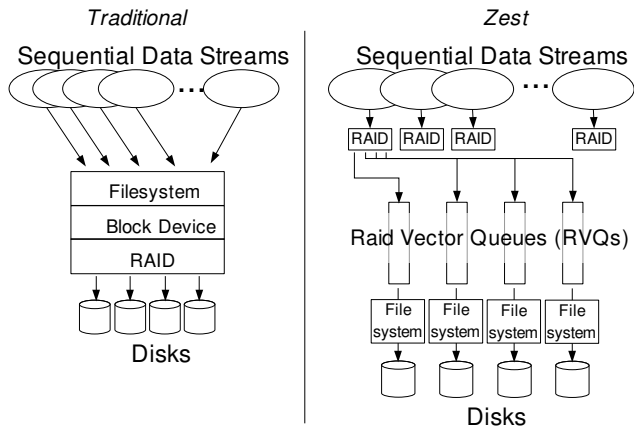 Traditional
Sequential Data Streams
...
Filesystem
Block Device
RAID
Disks
Zest
Sequential Data Streams
...
RAID RAID RAID RAID
Raid Vector Queues (RVQs)
File system
File system
File system
File system
Disks